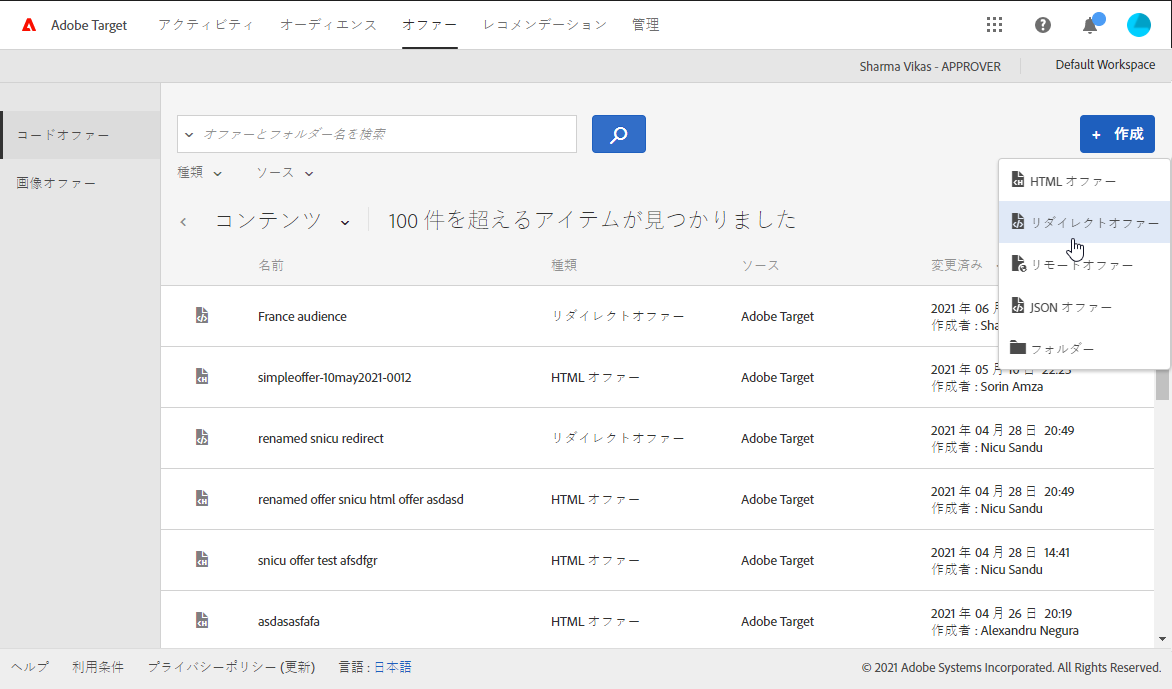 Adobe Target アクティビティ オーディエンス オファー レコメンデーション 管理
Sharma Vikas - APPROVER Default Workspace
コードオファー
画像オファー
オファーとフォルダー名を検索
+ 作成
種類 ソース
HTML オファー
リダイレクトオファー
リモートオファー
JSON オファー
フォルダー
コンテンツ 100 件を超えるアイテムが見つかりました
名前 種類 ソース 変更済み
France audience リダイレクトオファー Adobe Target 2021 年 06 月
作成者 : Sha
simpleoffer-10may2021-0012 HTML オファー Adobe Target 2021 年 05 月 10 日 22:25
作成者 : Sorin Amza
renamed snicu redirect リダイレクトオファー Adobe Target 2021 年 04 月 28 日 20:49
作成者 : Nicu Sandu
renamed offer snicu html offer asdasd HTML オファー Adobe Target 2021 年 04 月 28 日 20:49
作成者 : Nicu Sandu
snicu offer test afsdfgr HTML オファー Adobe Target 2021 年 04 月 28 日 14:41
作成者 : Nicu Sandu
asdasasfafa HTML オファー Adobe Target 2021 年 04 月 26 日 20:19
作成者 : Alexandru Negura
ヘルプ 利用条件 プライバシーポリシー (更新) 言語 : 日本語 © 2021 Adobe Systems Incorporated. All Rights Reserved.